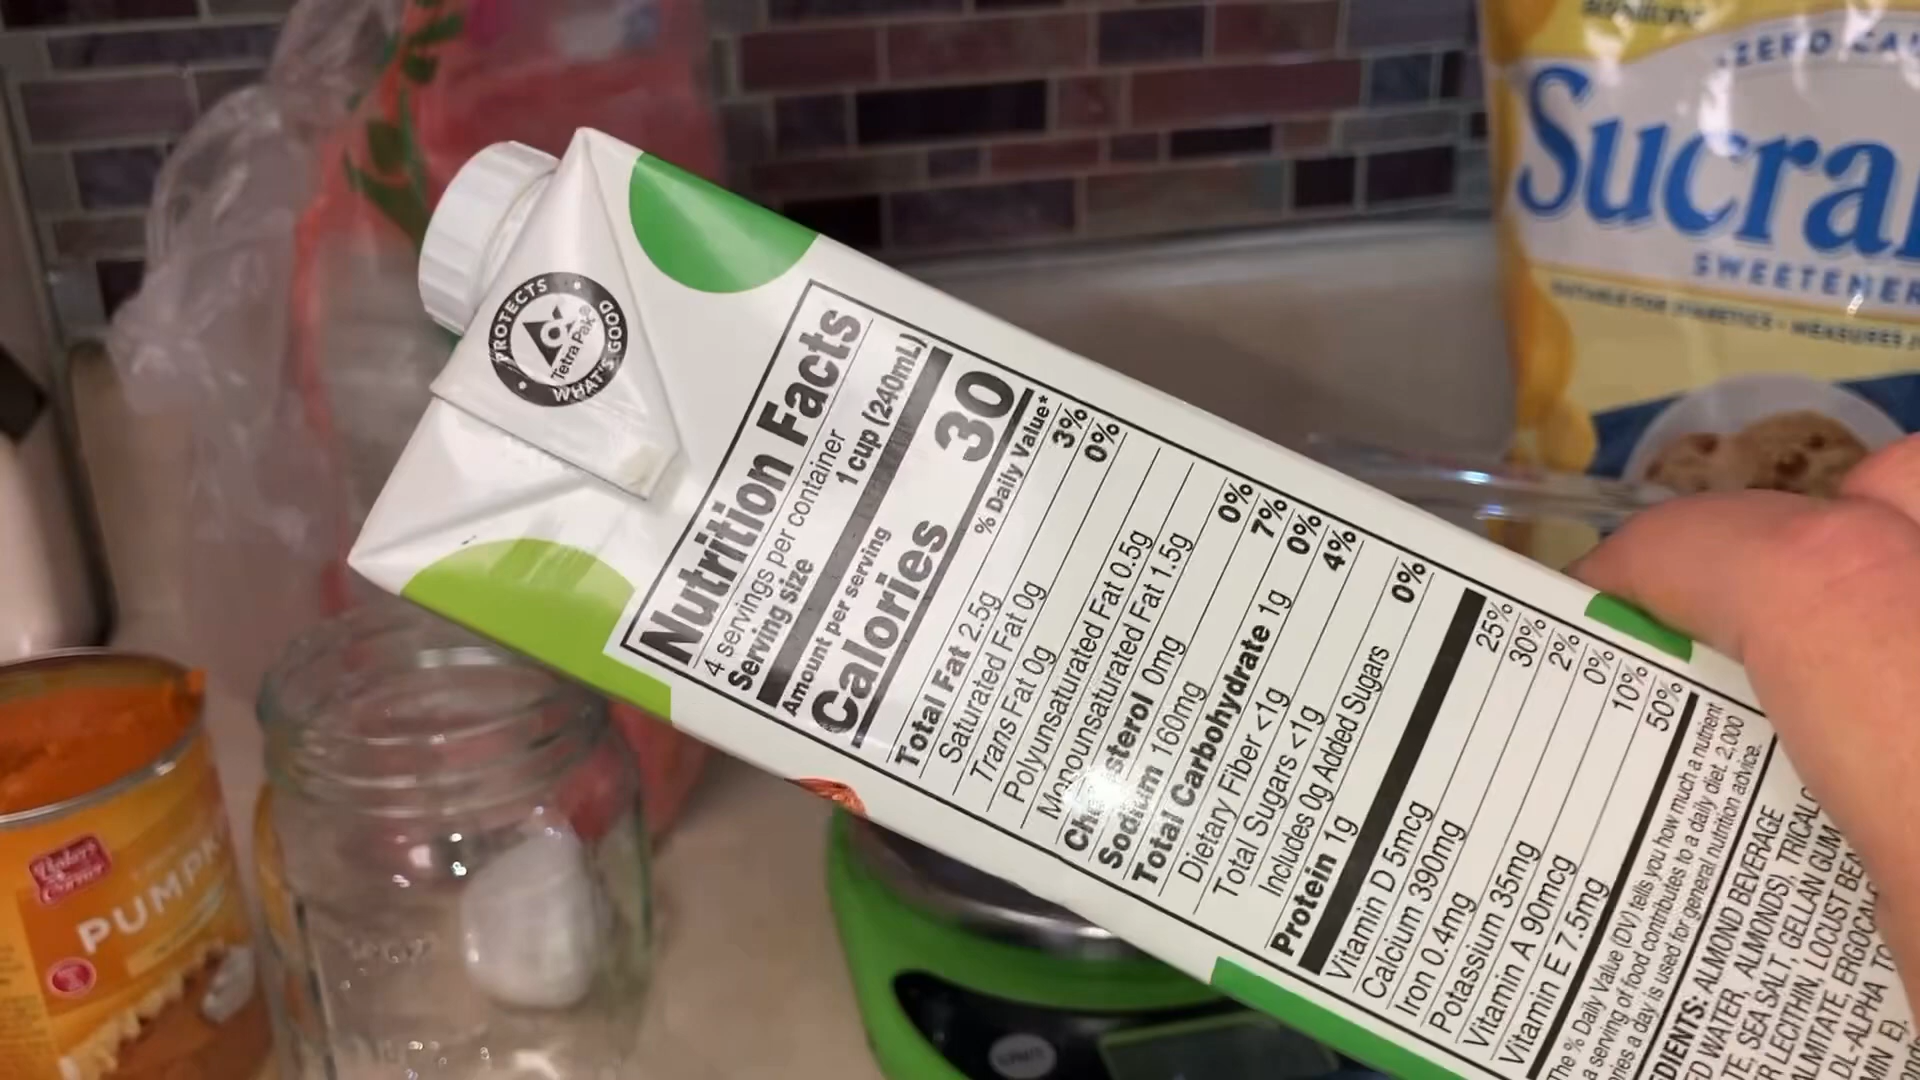 PROTECTS
WHAT'S GOOD
Tetra Pak®
Nutrition Facts
4 servings per container
Serving size 1 cup (240mL)
Amount per serving
Calories 30
% Daily Value*
Total Fat 2.5g 3%
Saturated Fat 0g 0%
Trans Fat 0g
Polyunsaturated Fat 0.5g
Monounsaturated Fat 1.5g
Cholesterol 0mg 0%
Sodium 160mg 7%
Total Carbohydrate 1g 0%
Dietary Fiber <1g 4%
Total Sugars <1g
Includes 0g Added Sugars 0%
Protein 1g
Vitamin D 5mcg 25%
Calcium 390mg 30%
Iron 0.4mg 2%
Potassium 35mg 0%
Vitamin A 90mcg 10%
Vitamin E 7.5mg 50%
The % Daily Value (DV) tells you how much a nutrient
a serving of food contributes to a daily diet 2,000
a day is used for general nutrition advice.
ALMOND BEVERAGE
WATER, ALMONDS), 
SEA SALT, GELLAN GUM
LECITHIN, LOCUST
ZERO
SWEETENER
SUITABLE FOR DIABETICS • MEASURES
Baker's
Corner